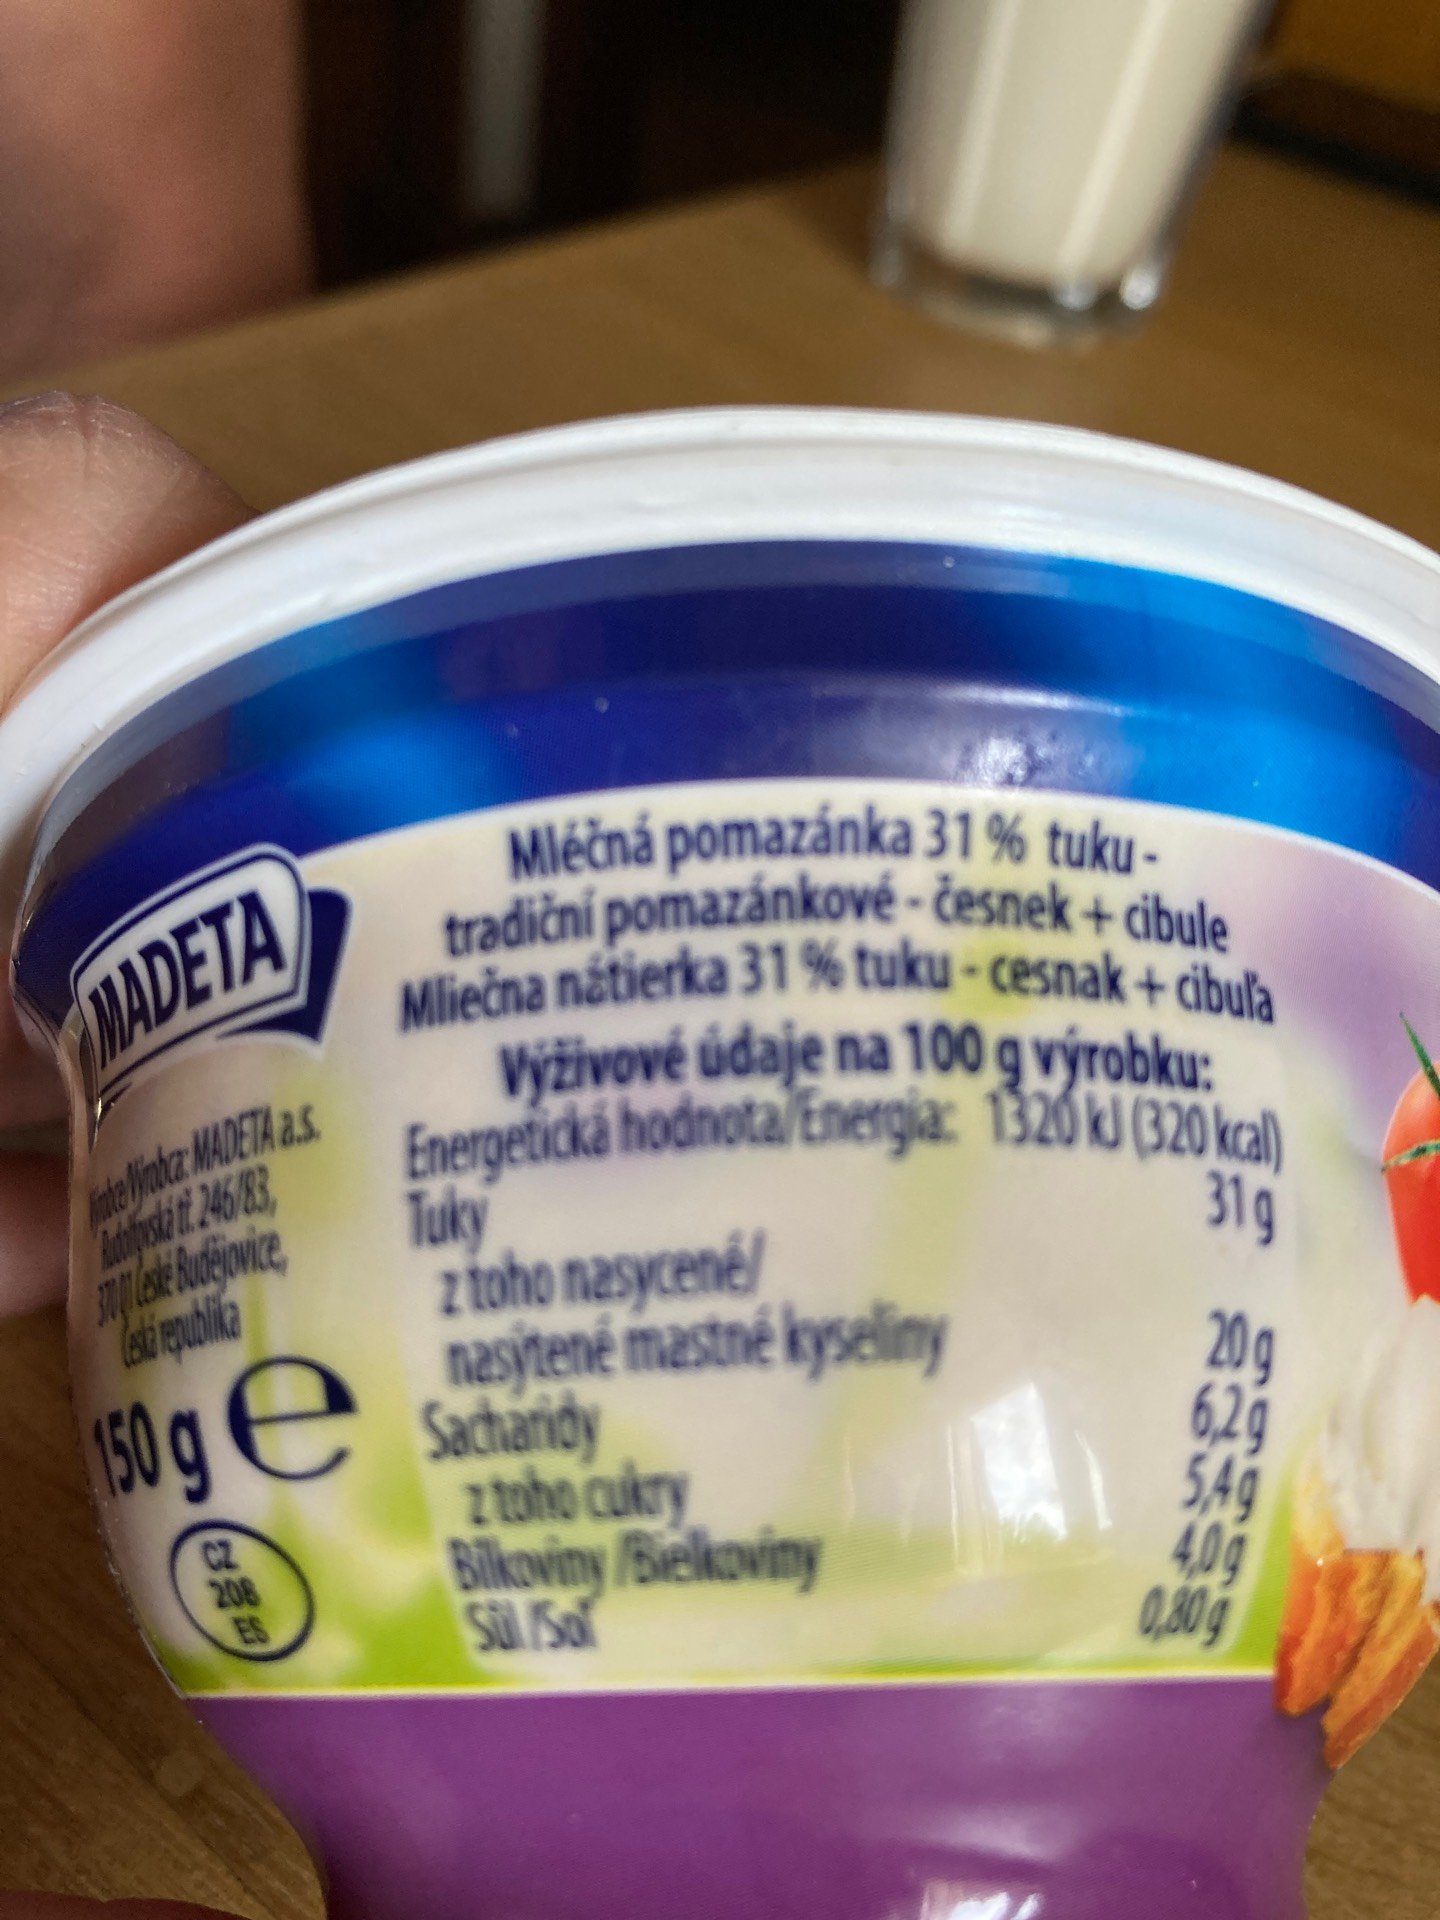 MADETA
Mléčná pomazánka 31 % tuku -
tradiční pomazánkové - česnek + cibule
Mliečna nátierka 31 % tuku - cesnak + cibuľa
Výživové údaje na 100 g výrobku:
Energetická hodnota/Energia: 1320 kJ (320 kcal)
Tuky 31 g
z toho nasycené/
nasýtené mastné kyseliny 20 g
Sacharidy 6,2 g
z toho cukry 5,4 g
Bílkoviny /Bielkoviny 4,0 g
Sůl /Soľ 0,80 g
Výrobce/Výrobca: MADETA a.s.
Rudolfovská tř. 246/83,
370 01 České Budějovice,
Česká republika
150 g e
CZ
208
ES